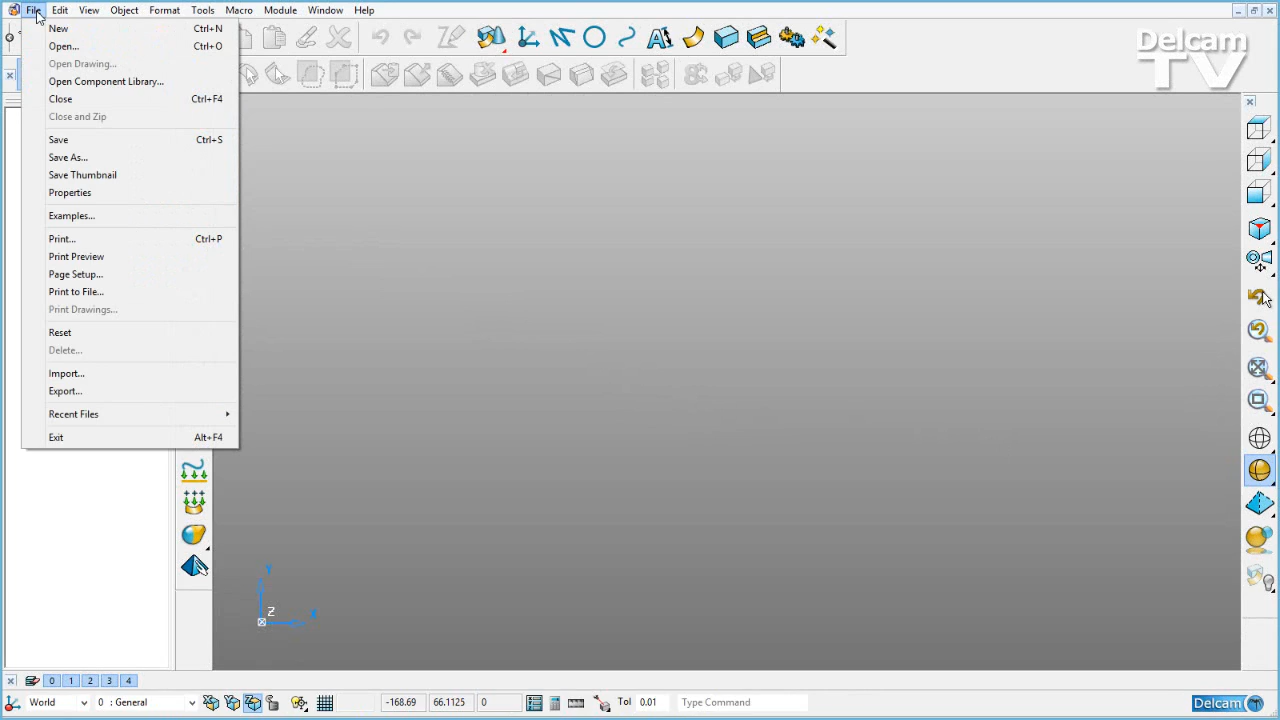 File Edit View Object Format Tools Macro Module Window Help
Delcam
TV
New Ctrl+N
Open... Ctrl+O
Open Drawing...
Open Component Library...
Close Ctrl+F4
Close and Zip
Save Ctrl+S
Save As...
Save Thumbnail
Properties
Examples...
Print... Ctrl+P
Print Preview
Page Setup...
Print to File...
Print Drawings...
Reset
Delete...
Import...
Export...
Recent Files
Exit Alt+F4
Y
Z X
0 1 2 3 4
World 0 : General -168.69 66.1125 0 Tol 0.01 Type Command Delcam